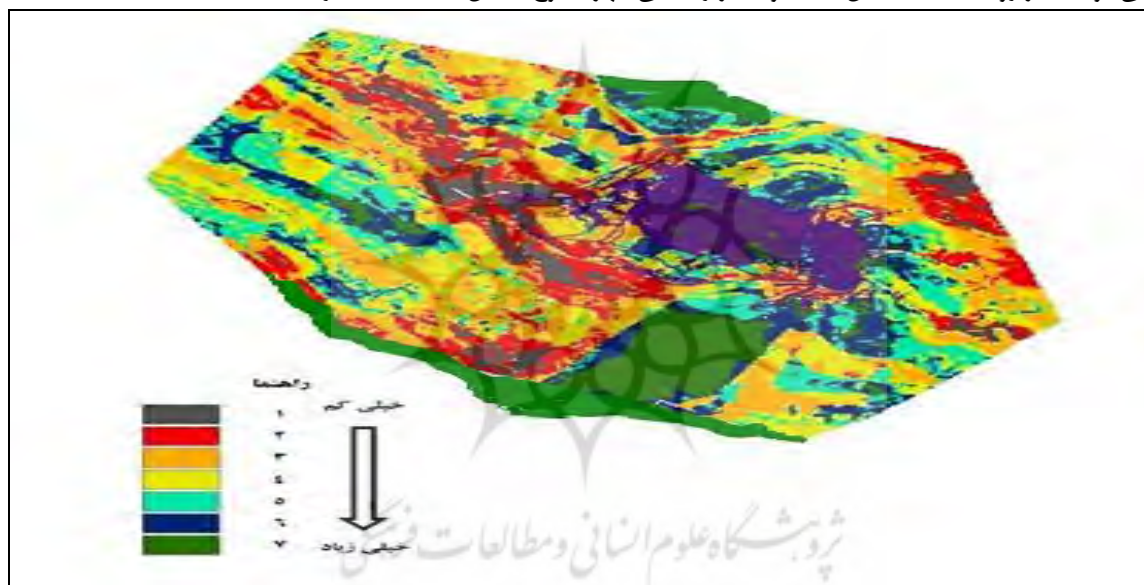 راهنما
خیلی کم
۱
۲
۳
۴
۵
۶
۷
خیلی زیاد
پژوهشگاه علوم انسانی و مطالعات فرهنگی